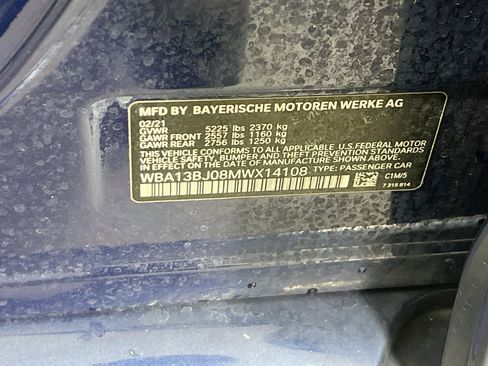 MFD BY BAYERISCHE MOTOREN WERKE AG
02/21
GVWR 5225 lbs 2370 kg
GAWR FRONT 2557 lbs 1160 kg
GAWR REAR 2756 lbs 1250 kg
THIS VEHICLE CONFORMS TO ALL APPLICABLE U.S.FEDERAL MOTOR
VEHICLE SAFETY, BUMPER, AND THEFT PREVENTION
STANDARDS IN EFFECT ON THE DATE OF MANUFACTURE SHOWN ABOVE.
WBA13BJ08MWX14108 TYPE: PASSENGER CAR
C1M/5
7 315 814